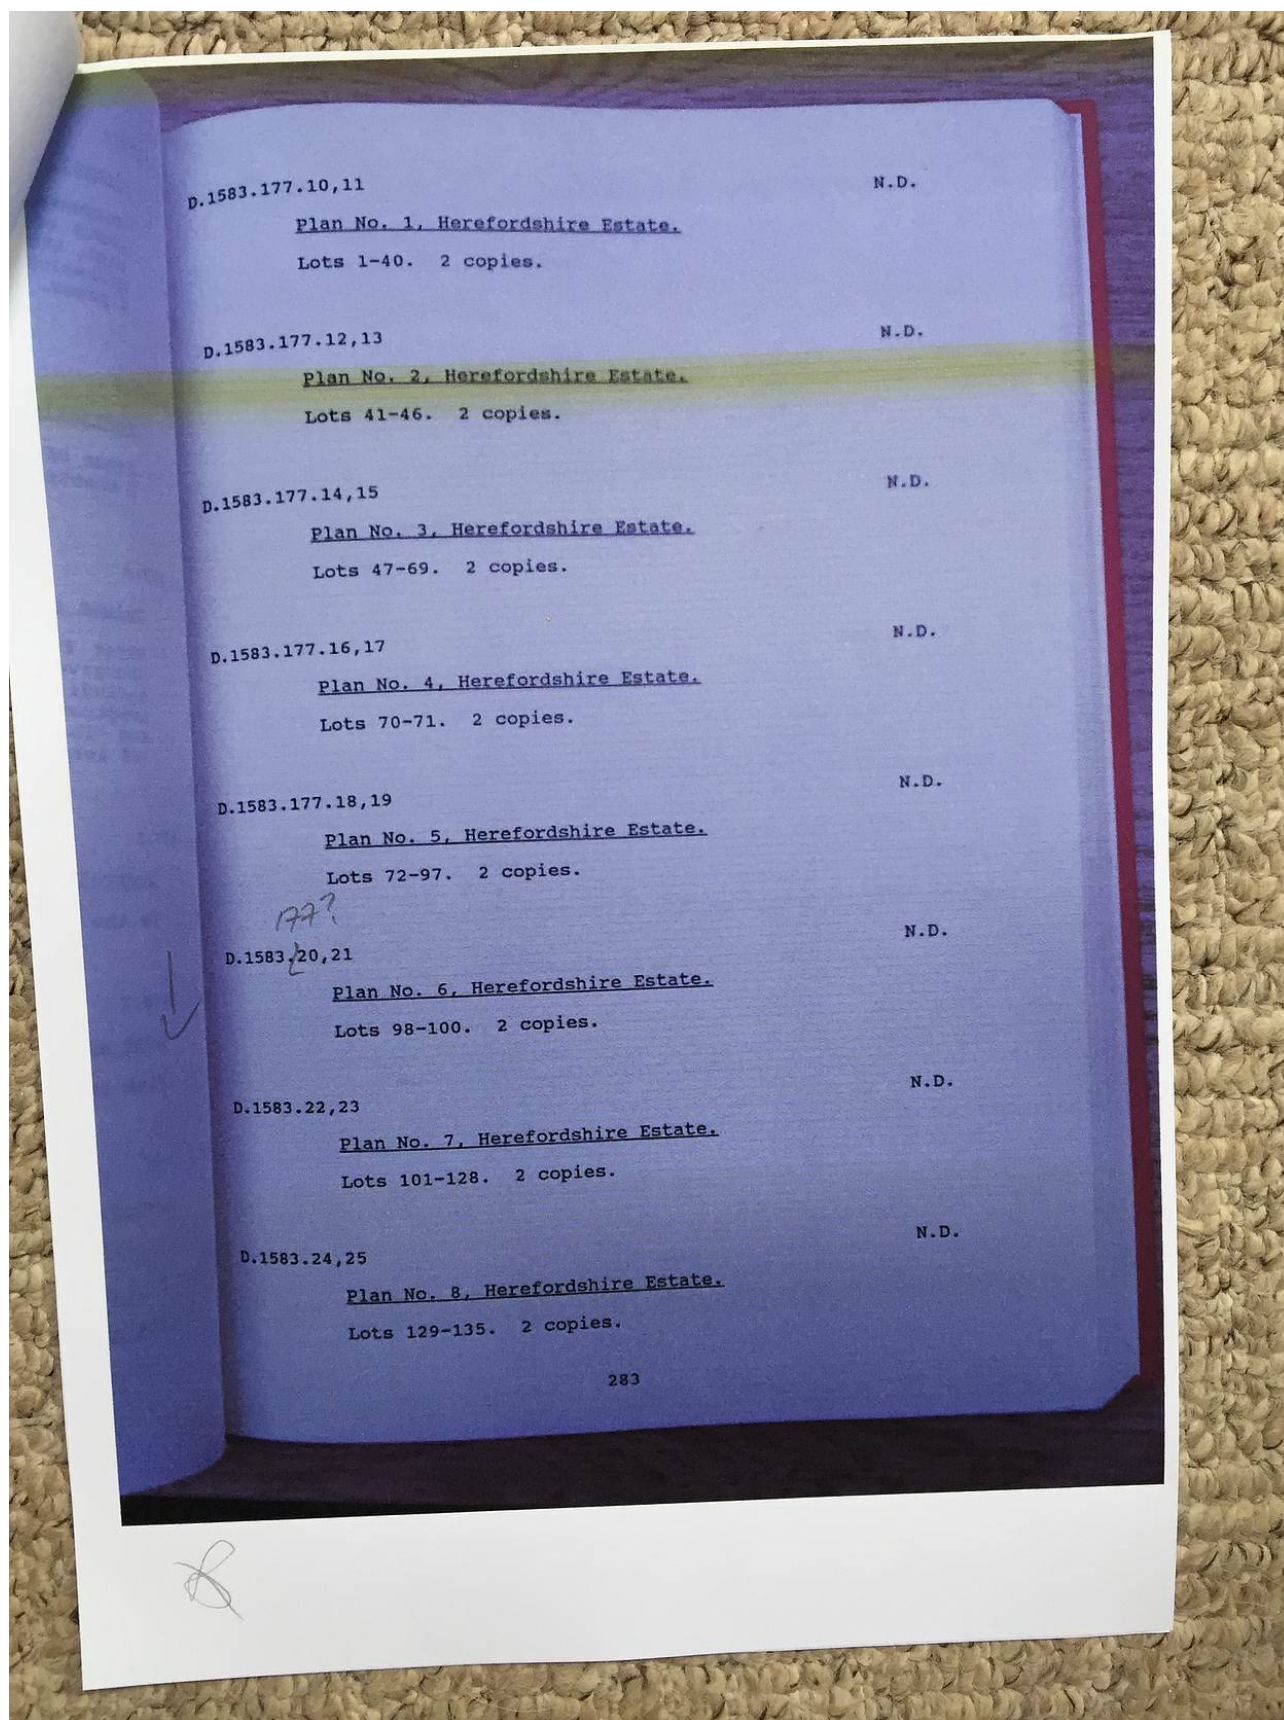 D.1583.177.10,11 N.D.
Plan No. 1, Herefordshire Estate.
Lots 1-40. 2 copies.
D.1583.177.12,13 N.D.
Plan No. 2, Herefordshire Estate.
Lots 41-46. 2 copies.
D.1583.177.14,15 N.D.
Plan No. 3, Herefordshire Estate.
Lots 47-69. 2 copies.
D.1583.177.16,17 N.D.
Plan No. 4, Herefordshire Estate.
Lots 70-71. 2 copies.
D.1583.177.18,19 N.D.
Plan No. 5, Herefordshire Estate.
Lots 72-97. 2 copies.
177?
D.1583.20,21 N.D.
Plan No. 6, Herefordshire Estate.
Lots 98-100. 2 copies.
D.1583.22,23 N.D.
Plan No. 7, Herefordshire Estate.
Lots 101-128. 2 copies.
D.1583.24,25 N.D.
Plan No. 8, Herefordshire Estate.
Lots 129-135. 2 copies.
283